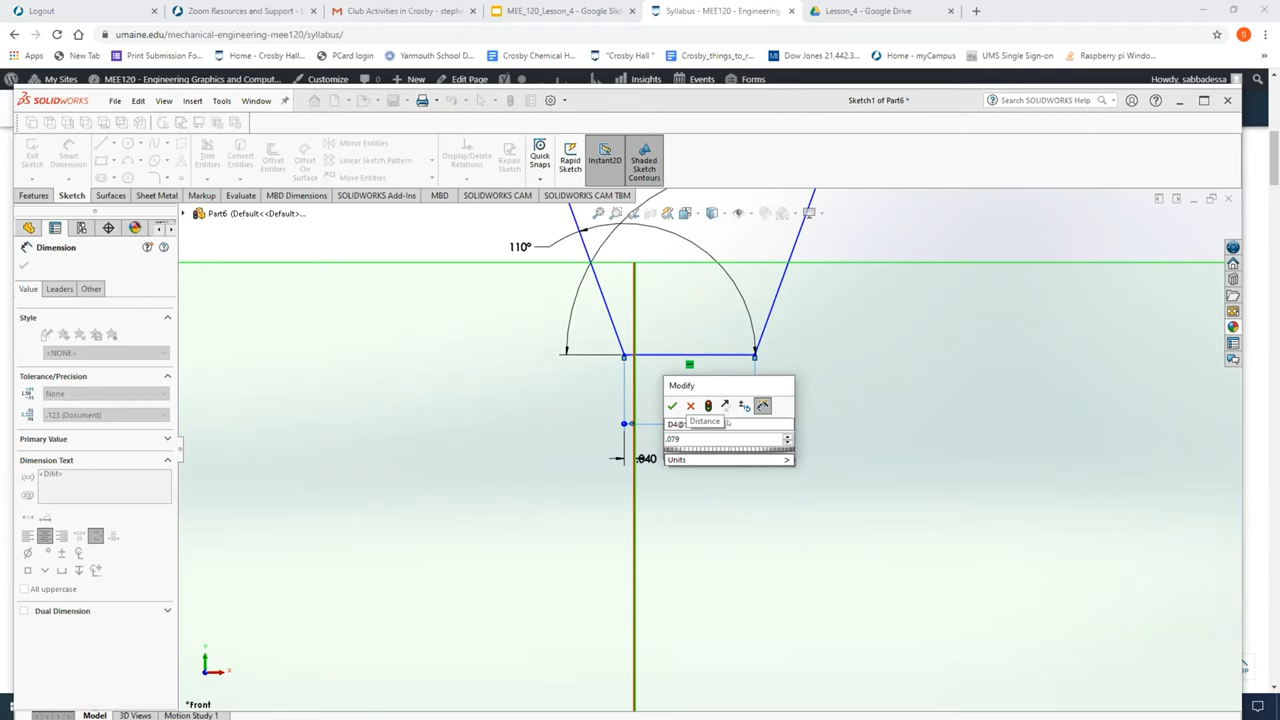 Logout
Zoom Resources and Support -
Club Activities in Crosby - steph
MEE_120_Lesson_4 - Google Slid
Syllabus - MEE120 - Engineering
Lesson_4 - Google Drive
umaine.edu/mechanical-engineering-mee120/syllabus/
Apps
New Tab
Print Submission Fo...
Home - Crosby Hall '...
PCard login
Yarmouth School D...
Crosby Chemical Co...
"Crosby Hall"
Crosby_things_to_r...
Dow Jones 21,442.3...
Home - myCampus
UMS Single Sign-on
Raspberry pi Windo...
My Sites
MEE120 - Engineering Graphics and Comput...
Customize
0
New
Edit Page
Insights
Events
Forms
Howdy, sabbadessa
SOLIDWORKS
File
Edit
View
Insert
Tools
Window
Sketch1 of Part6 *
Search SOLIDWORKS Help
Exit Sketch
Smart Dimension
Trim Entities
Convert Entities
Offset Entities
Offset On Surface
Mirror Entities
Linear Sketch Pattern
Move Entities
Display/Delete Relations
Repair Sketch
Quick Snaps
Rapid Sketch
Instant2D
Shaded Sketch Contours
Features
Sketch
Surfaces
Sheet Metal
Markup
Evaluate
MBD Dimensions
SOLIDWORKS Add-Ins
MBD
SOLIDWORKS CAM
SOLIDWORKS CAM TBM
Part6 (Default<<Default>...
Dimension
Value
Leaders
Other
Style
<NONE>
Tolerance/Precision
None
.123 (Document)
Primary Value
Dimension Text
<DIM>
All uppercase
Dual Dimension
110°
Modify
D4@
Distance
.079
Units
.040
Y
X
*Front
Model
3D Views
Motion Study 1